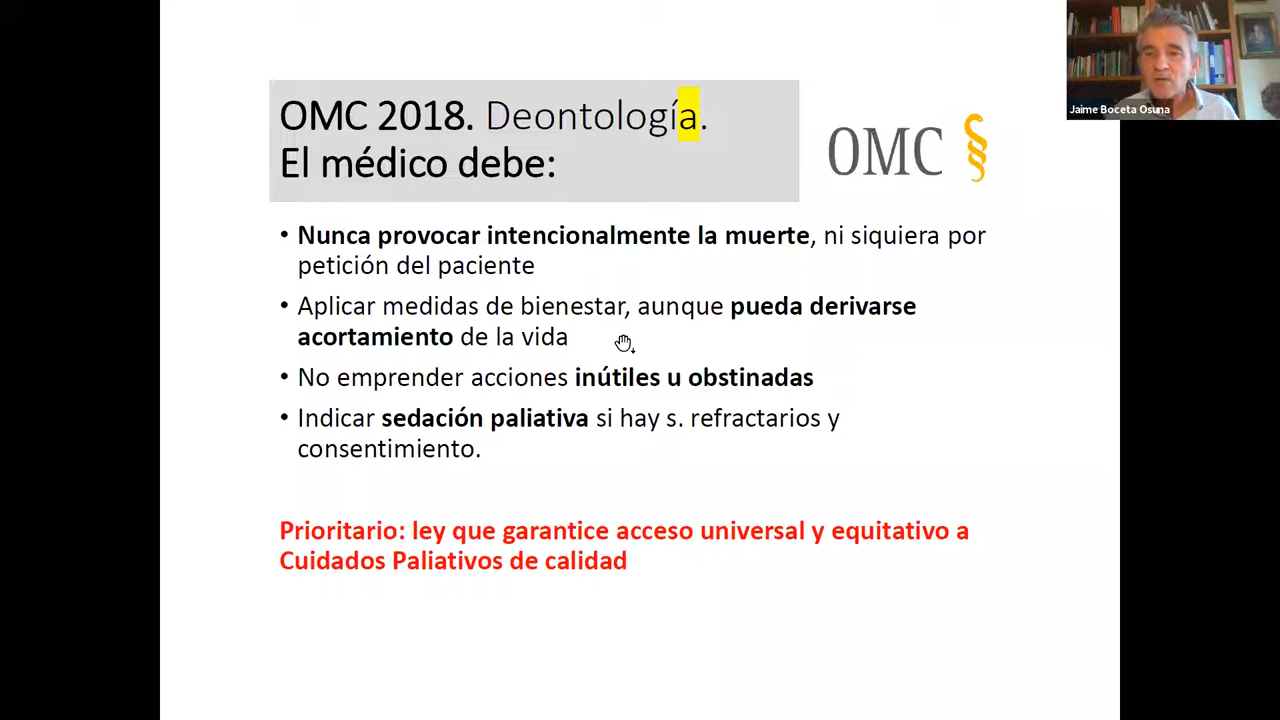 OMC 2018. Deontología.
El médico debe:
OMC
Jaime Boceta Osuna
• Nunca provocar intencionalmente la muerte, ni siquiera por
petición del paciente
• Aplicar medidas de bienestar, aunque pueda derivarse
acortamiento de la vida
• No emprender acciones inútiles u obstinadas
• Indicar sedación paliativa si hay s. refractarios y
consentimiento.
Prioritario: ley que garantice acceso universal y equitativo a
Cuidados Paliativos de calidad